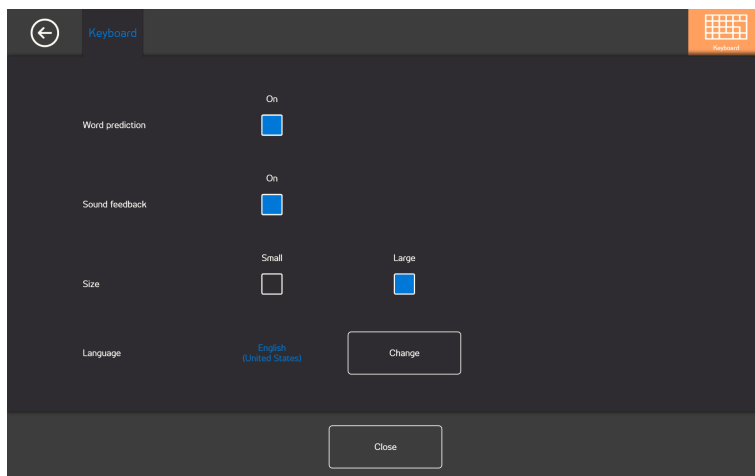 Keyboard
Keyboard
On
Word prediction
On
Sound feedback
Small Large
Size
Language
English
(United States)
Change
Close